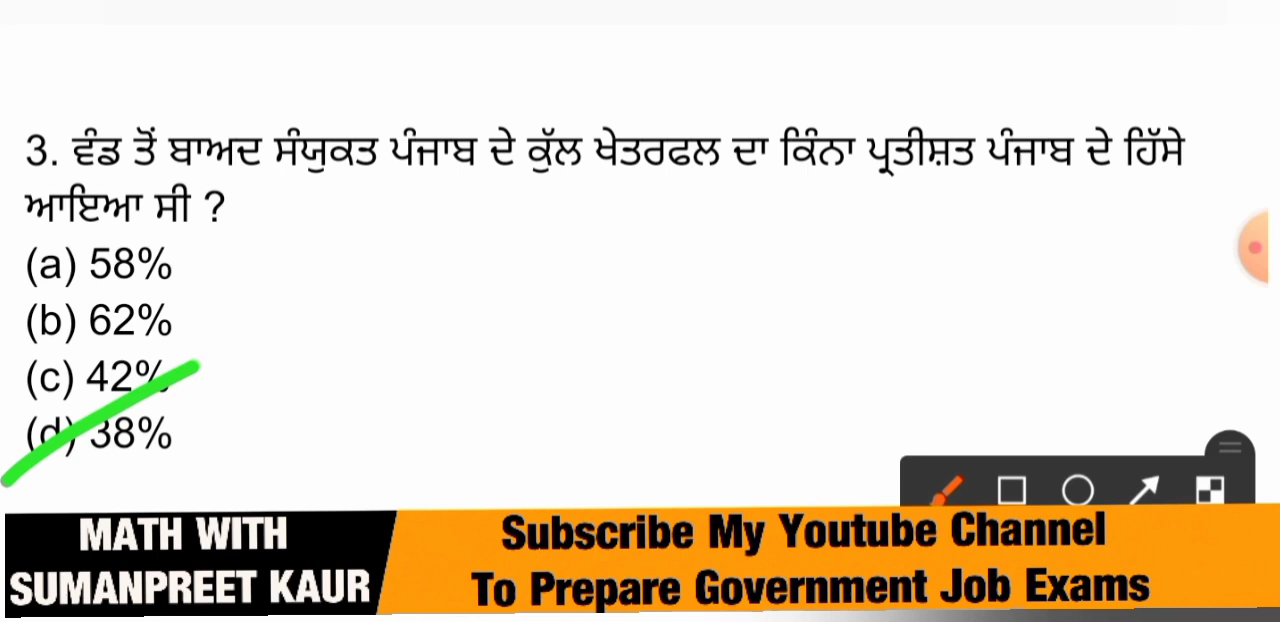 3. ਵੰਡ ਤੋਂ ਬਾਅਦ ਸੰਯੁਕਤ ਪੰਜਾਬ ਦੇ ਕੁੱਲ ਖੇਤਰਫਲ ਦਾ ਕਿੰਨਾ ਪ੍ਰਤੀਸ਼ਤ ਪੰਜਾਬ ਦੇ ਹਿੱਸੇ
ਆਇਆ ਸੀ ?
(a) 58%
(b) 62%
(c) 42%
(d) 38%
MATH WITH
SUMANPREET KAUR
Subscribe My Youtube Channel
To Prepare Government Job Exams